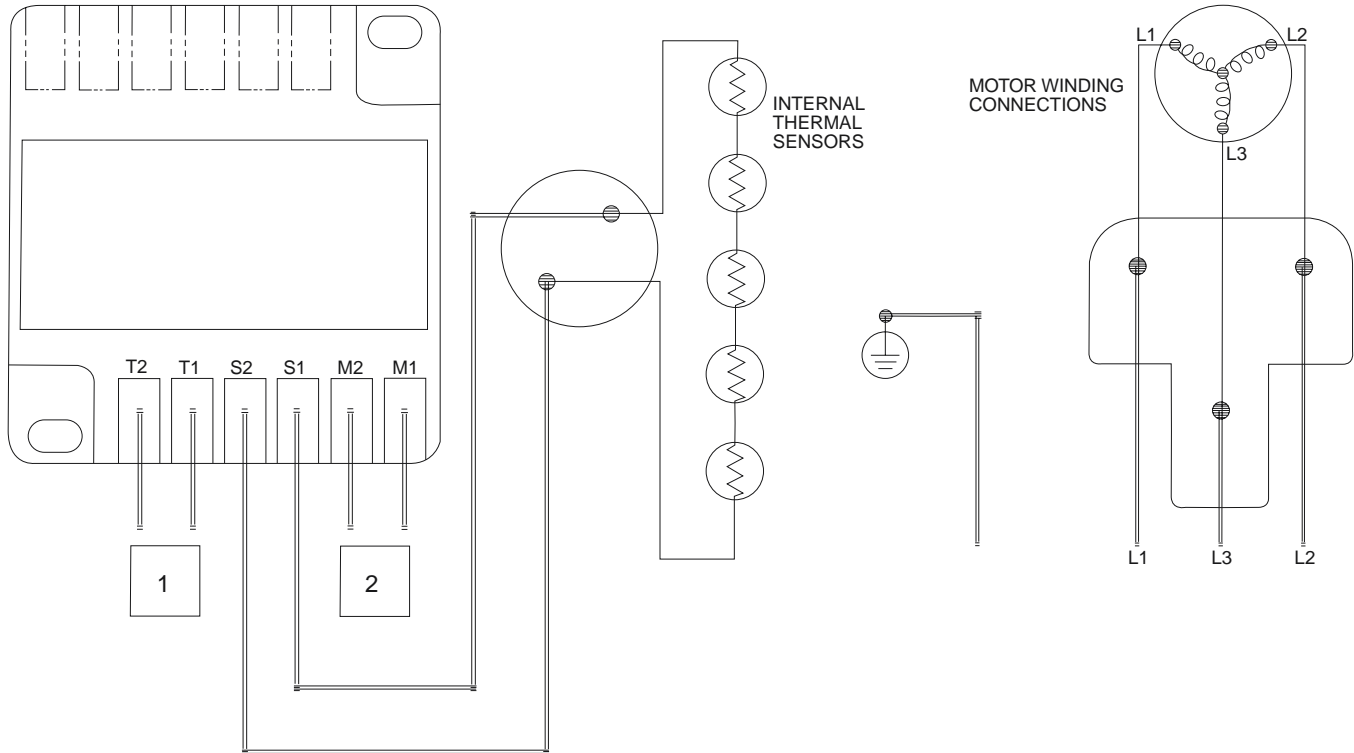 L1
L2
MOTOR WINDING
CONNECTIONS
L3
INTERNAL
THERMAL
SENSORS
T2 T1 S2 S1 M2 M1
1
2
L1 L3 L2